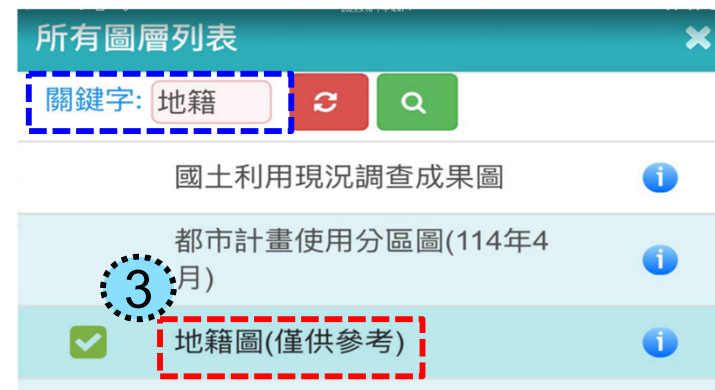 所有圖層列表
關鍵字: 地籍
國土利用現況調查成果圖
都市計畫使用分區圖(114年4
月)
3
地籍圖(僅供參考)